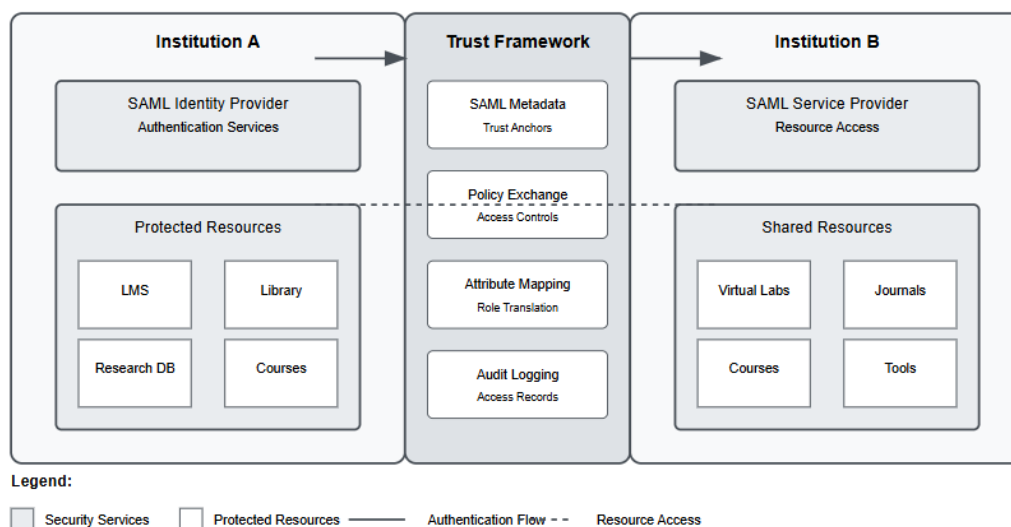 Institution A
Trust Framework
Institution B
SAML Identity Provider
Authentication Services
SAML Metadata
Trust Anchors
SAML Service Provider
Resource Access
Policy Exchange
Access Controls
Protected Resources
LMS
Library
Research DB
Courses
Attribute Mapping
Role Translation
Audit Logging
Access Records
Shared Resources
Virtual Labs
Journals
Courses
Tools
Legend:
Security Services
Protected Resources
Authentication Flow
Resource Access